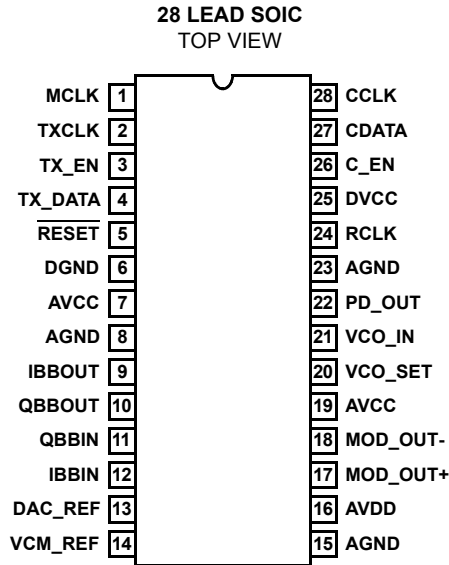 28 LEAD SOIC
TOP VIEW
MCLK 1 28 CCLK
TXCLK 2 27 CDATA
TX_EN 3 26 C_EN
TX_DATA 4 25 DVCC
RESET 5 24 RCLK
DGND 6 23 AGND
AVCC 7 22 PD_OUT
AGND 8 21 VCO_IN
IBBOUT 9 20 VCO_SET
QBBOUT 10 19 AVCC
QBBIN 11 18 MOD_OUT-
IBBIN 12 17 MOD_OUT+
DAC_REF 13 16 AVDD
VCM_REF 14 15 AGND